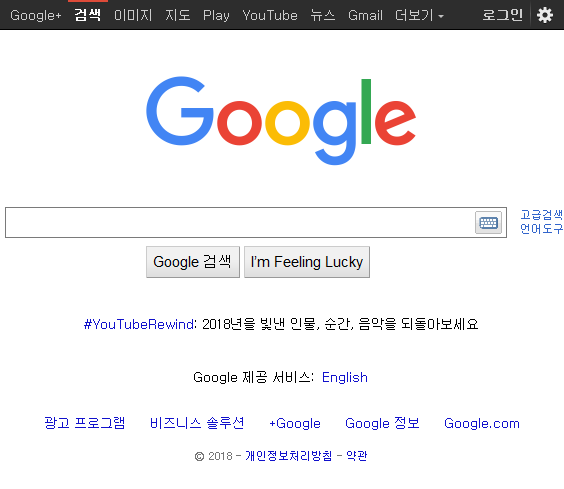 Google+ 검색 이미지 지도 Play YouTube 뉴스 Gmail 더보기 로그인
Google
고급검색
언어도구
Google 검색 I'm Feeling Lucky
#YouTubeRewind: 2018년을 빛낸 인물, 순간, 음악을 되돌아보세요
Google 제공 서비스: English
광고 프로그램 비즈니스 솔루션 +Google Google 정보 Google.com
© 2018 - 개인정보처리방침 - 약관